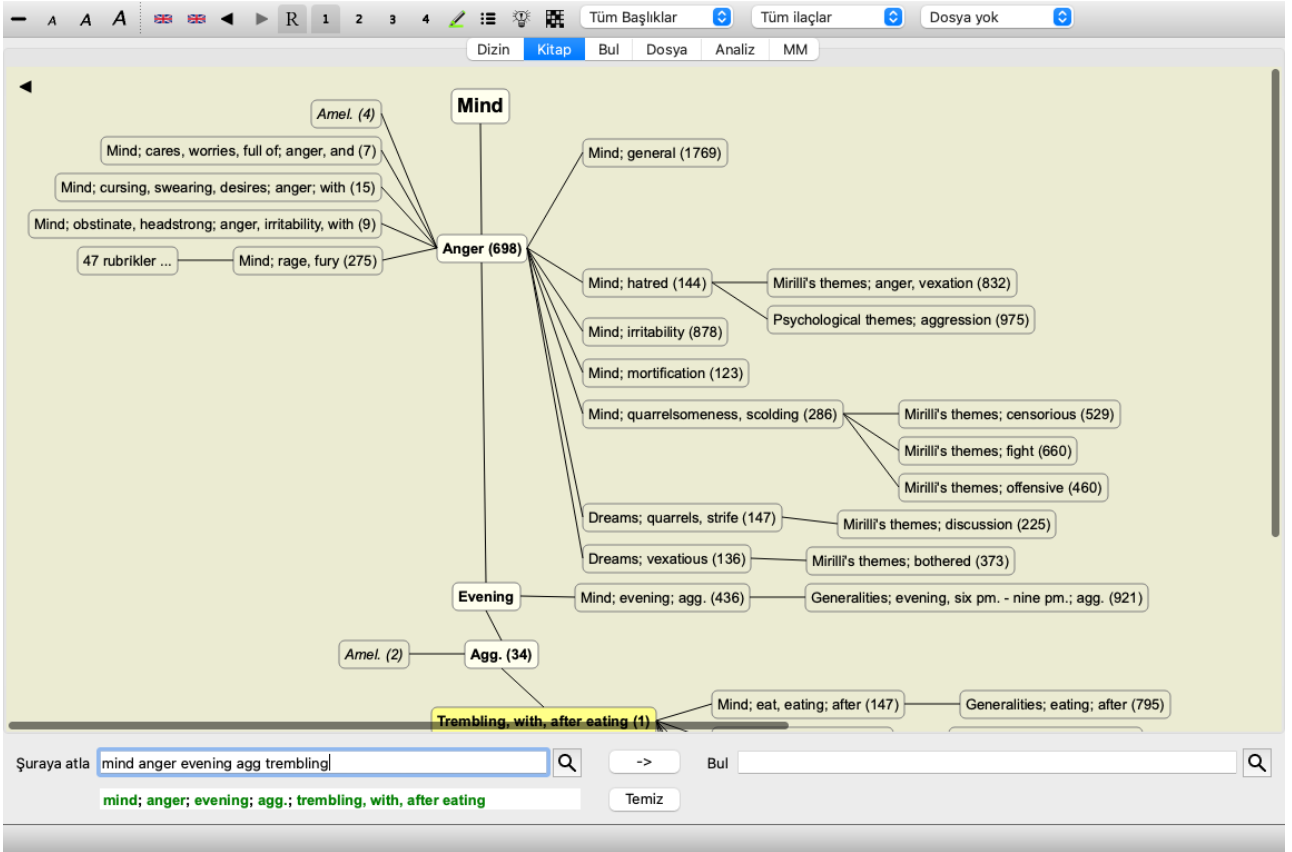 A A A R 1 2 3 4 Tüm Başlıklar Tüm ilaçlar Dosya yok
Dizin Kitap Bul Dosya Analiz MM
Mind
Amel. (4)
Mind; cares, worries, full of; anger, and (7)
Mind; general (1769)
Mind; cursing, swearing, desires; anger; with (15)
Mind; obstinate, headstrong; anger, irritability, with (9)
Anger (698)
47 rubrikler ... Mind; rage, fury (275)
Mind; hatred (144) Mirilli's themes; anger, vexation (832)
Psychological themes; aggression (975)
Mind; irritability (878)
Mind; mortification (123)
Mind; quarrelsomeness, scolding (286) Mirilli's themes; censorious (529)
Mirilli's themes; fight (660)
Mirilli's themes; offensive (460)
Dreams; quarrels, strife (147) Mirilli's themes; discussion (225)
Dreams; vexatious (136) Mirilli's themes; bothered (373)
Evening Mind; evening; agg. (436) Generalities; evening, six pm. - nine pm.; agg. (921)
Amel. (2) Agg. (34)
Mind; eat, eating; after (147) Generalities; eating; after (795)
Trembling, with, after eating (1)
Şuraya atla mind anger evening agg trembling -> Bul
mind; anger; evening; agg.; trembling, with, after eating Temiz